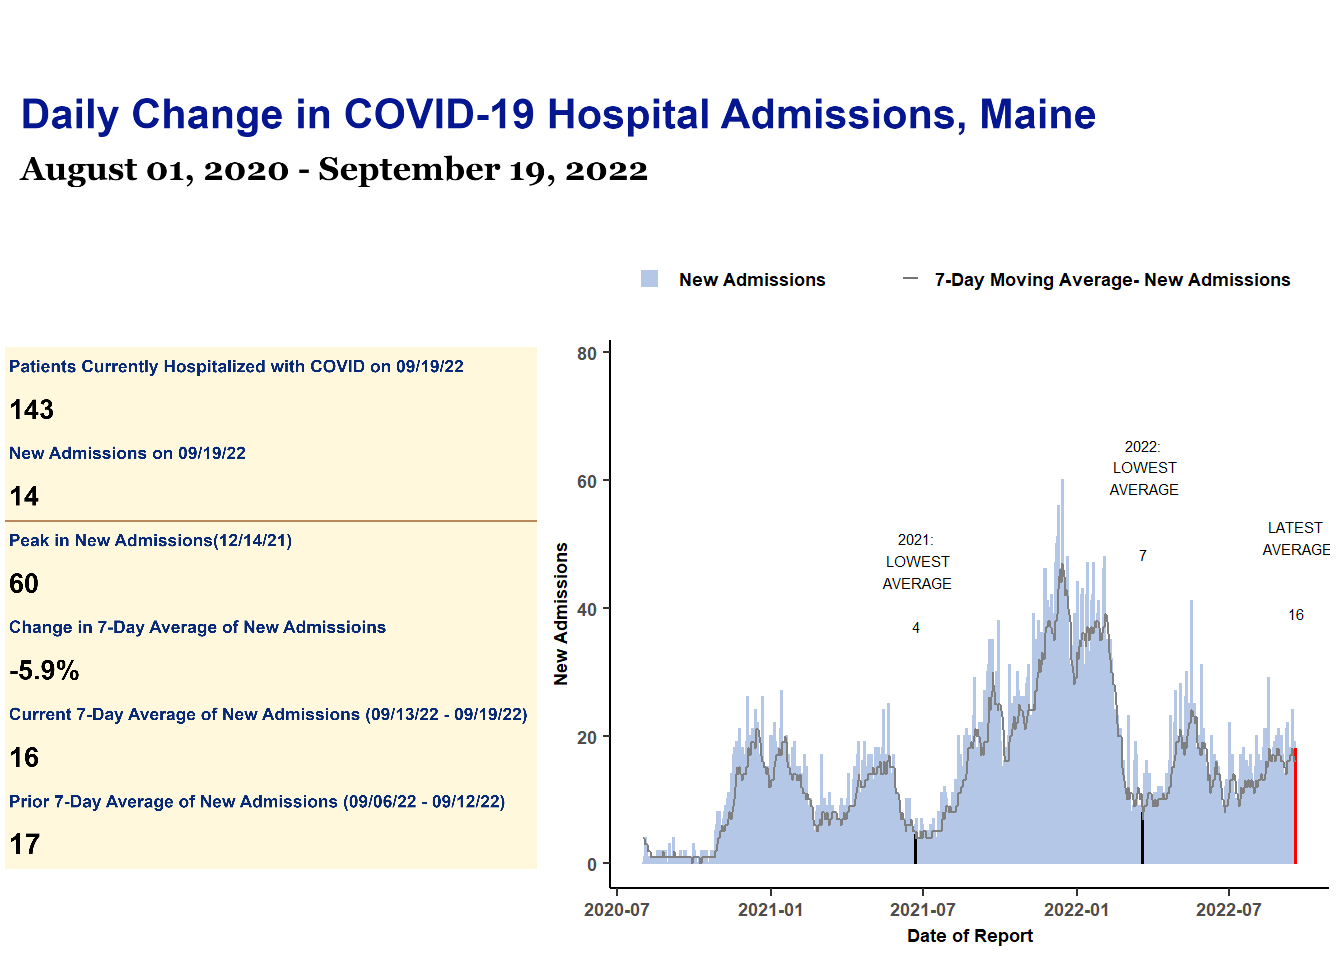 Daily Change in COVID-19 Hospital Admissions, Maine
August 01, 2020 - September 19, 2022
New Admissions
7-Day Moving Average- New Admissions
Patients Currently Hospitalized with COVID on 09/19/22
143
New Admissions on 09/19/22
14
Peak in New Admissions(12/14/21)
60
Change in 7-Day Average of New Admissioins
-5.9%
Current 7-Day Average of New Admissions (09/13/22 - 09/19/22)
16
Prior 7-Day Average of New Admissions (09/06/22 - 09/12/22)
17
New Admissions
80
60
40
20
0
2021:
LOWEST
AVERAGE
4
2022:
LOWEST
AVERAGE
7
LATEST
AVERAGE
16
2020-07
2021-01
2021-07
2022-01
2022-07
Date of Report